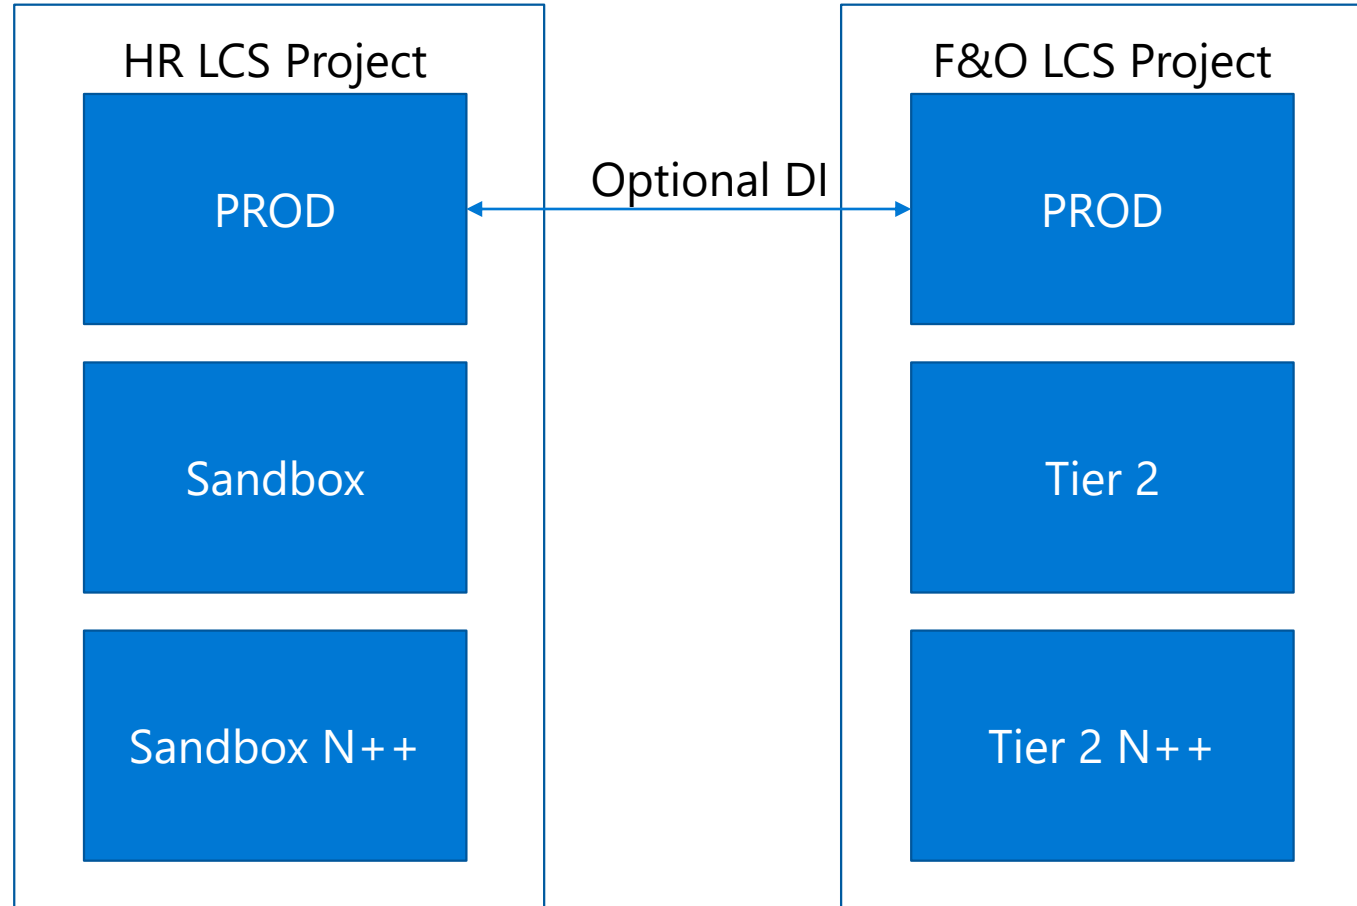 HR LCS Project
PROD
Sandbox
Sandbox N++
Optional DI
F&O LCS Project
PROD
Tier 2
Tier 2 N++